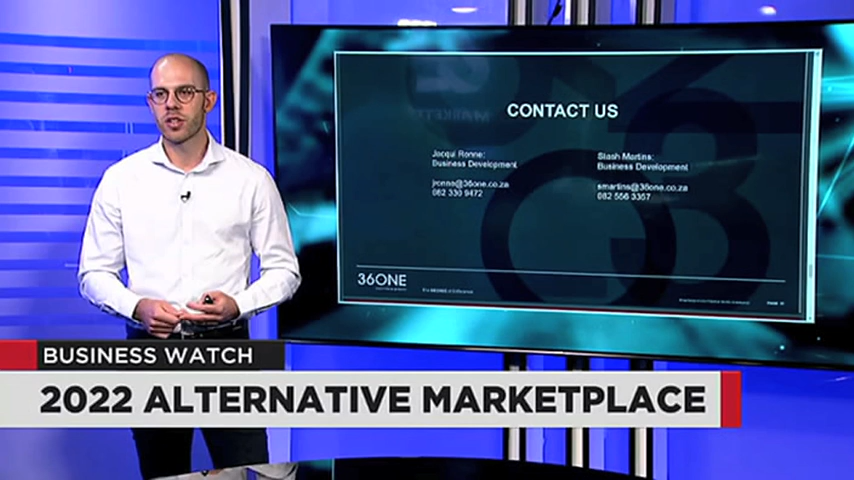 CONTACT US
Jacqui Ronne:
Business Development
jronne@36one.co.za
082 330 9472
Stash Martins:
Business Development
smartins@36one.co.za
082 556 3357
36ONE
BUSINESS WATCH
2022 ALTERNATIVE MARKETPLACE